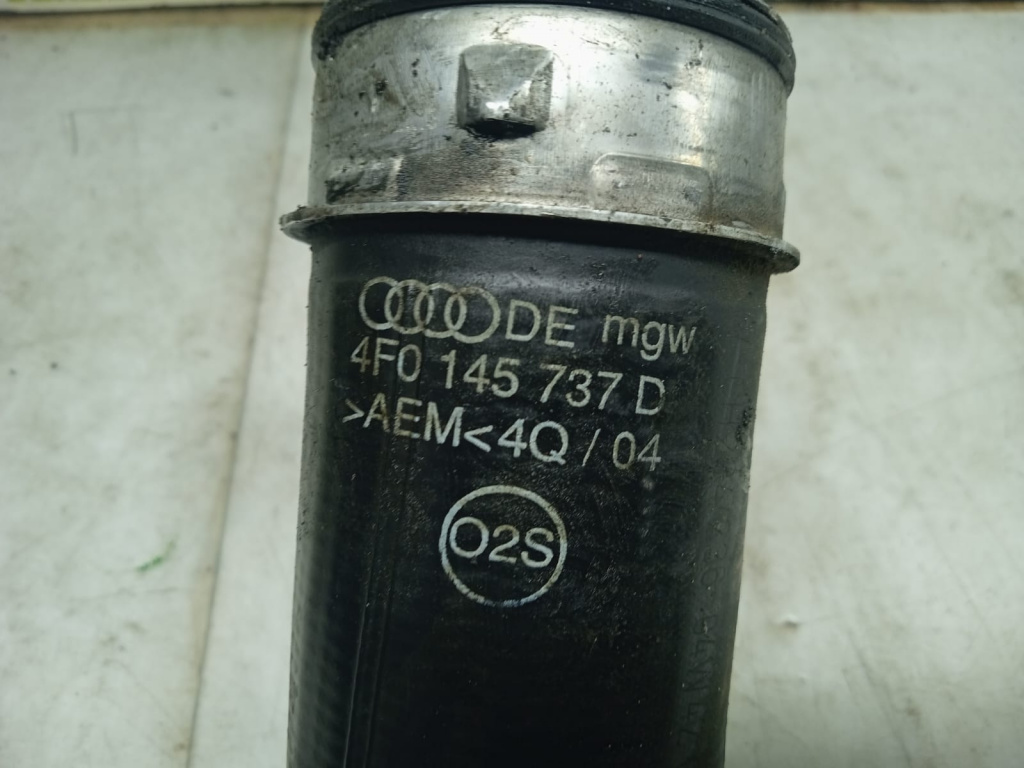 DE mgw
4F0 145 737 D
>AEM<4Q / 04
O2S